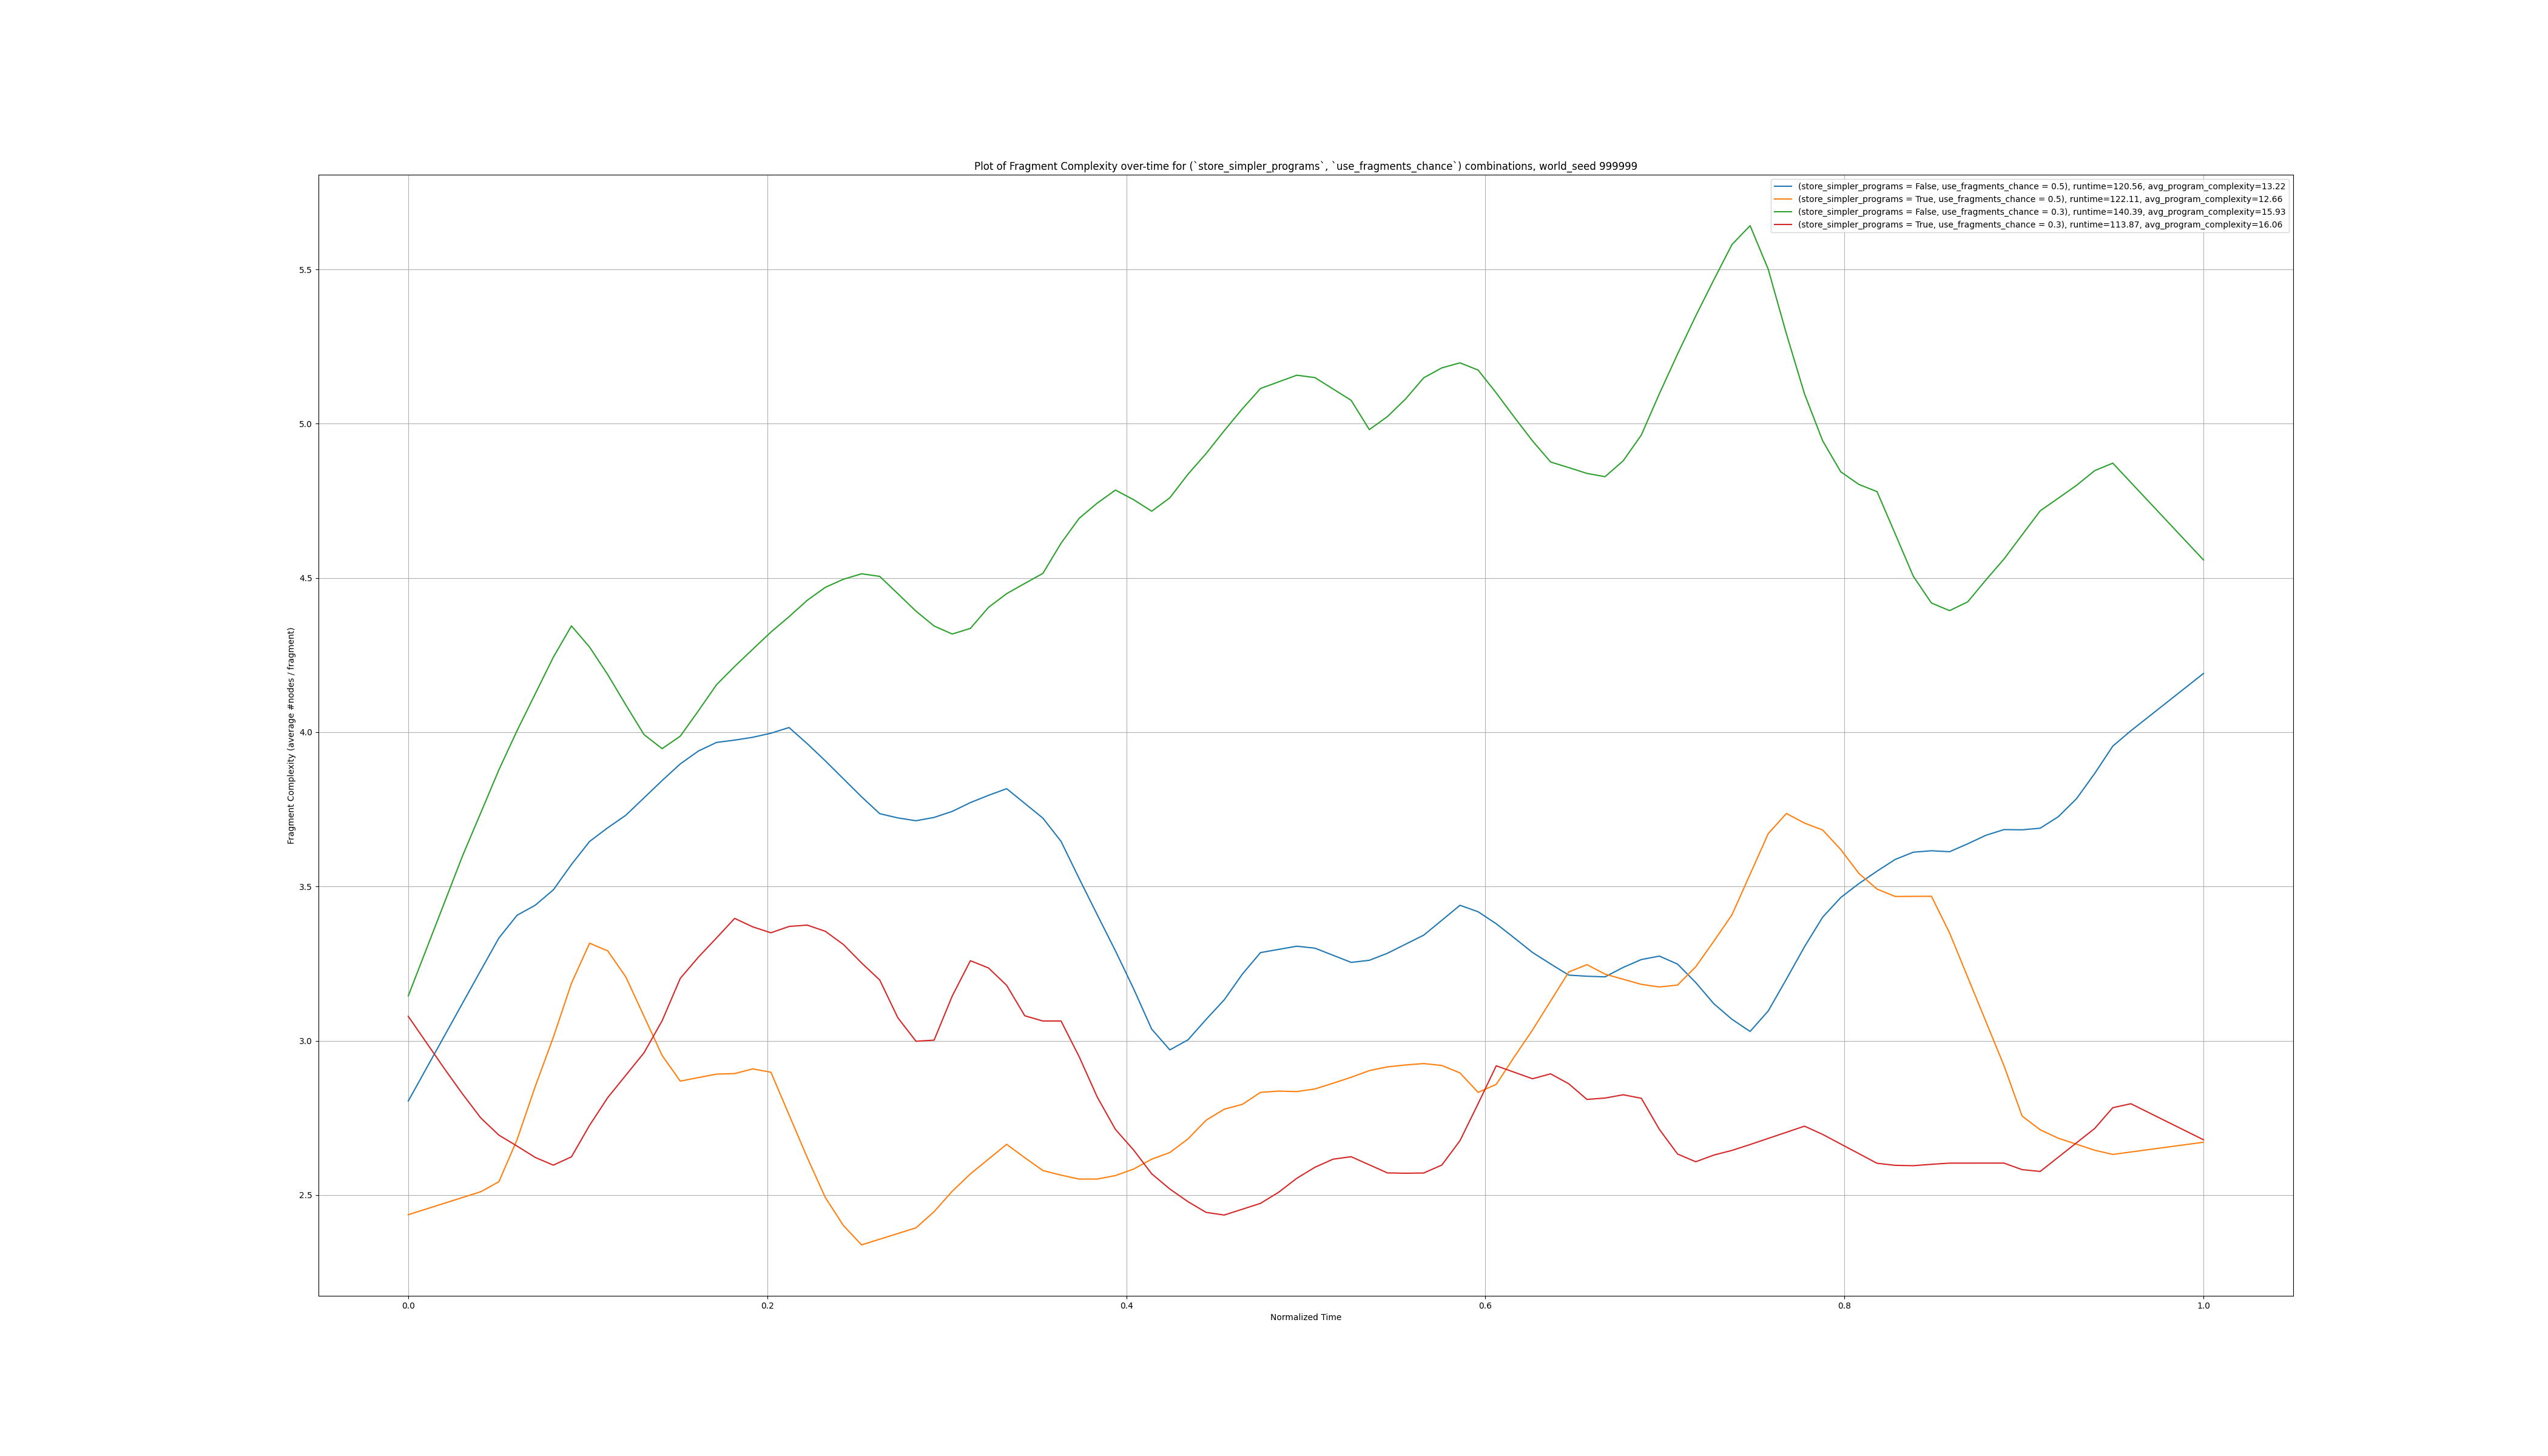 Plot of Fragment Complexity over-time for (`store_simpler_programs`, `use_fragments_chance`) combinations, world_seed 999999
(store_simpler_programs = False, use_fragments_chance = 0.5), runtime=120.56, avg_program_complexity=13.22
(store_simpler_programs = True, use_fragments_chance = 0.5), runtime=122.11, avg_program_complexity=12.66
(store_simpler_programs = False, use_fragments_chance = 0.3), runtime=140.39, avg_program_complexity=15.93
(store_simpler_programs = True, use_fragments_chance = 0.3), runtime=113.87, avg_program_complexity=16.06
Fragment Complexity (average #nodes / fragment)
5.5
5.0
4.5
4.0
3.5
3.0
2.5
0.0 0.2 0.4 0.6 0.8 1.0
Normalized Time